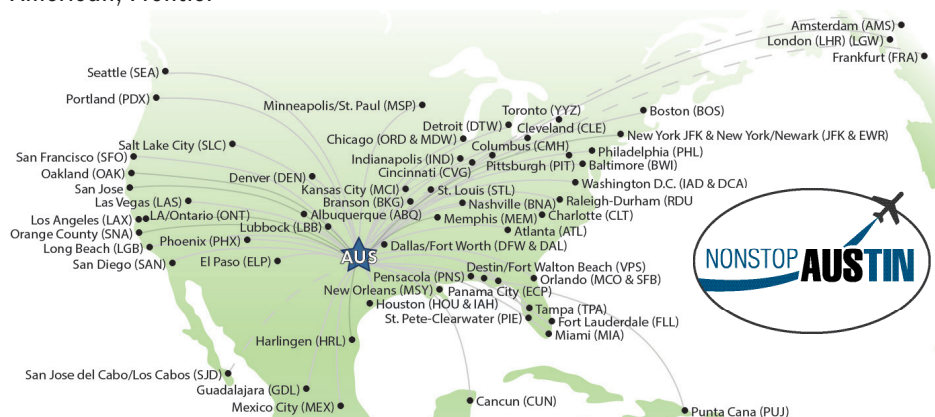 American, Frontier
Amsterdam (AMS)
London (LHR) (LGW)
Frankfurt (FRA)
Seattle (SEA)
Portland (PDX)
Minneapolis/St. Paul (MSP)
Toronto (YYZ)
Boston (BOS)
Detroit (DTW)
Cleveland (CLE)
New York JFK & New York/Newark (JFK & EWR)
Salt Lake City (SLC)
Chicago (ORD & MDW)
Columbus (CMH)
Philadelphia (PHL)
San Francisco (SFO)
Indianapolis (IND)
Pittsburgh (PIT)
Baltimore (BWI)
Oakland (OAK)
Denver (DEN)
Cincinnati (CVG)
San Jose
Kansas City (MCI)
St. Louis (STL)
Washington D.C. (IAD & DCA)
Las Vegas (LAS)
Branson (BKG)
Nashville (BNA)
Raleigh-Durham (RDU
Los Angeles (LAX)
LA/Ontario (ONT)
Albuquerque (ABQ)
Memphis (MEM)
Charlotte (CLT)
Orange County (SNA)
Lubbock (LBB)
Atlanta (ATL)
Long Beach (LGB)
Phoenix (PHX)
Dallas/Fort Worth (DFW & DAL)
San Diego (SAN)
El Paso (ELP)
AUS
NONSTOP AUSTIN
Pensacola (PNS)
Destin/Fort Walton Beach (VPS)
Orlando (MCO & SFB)
New Orleans (MSY)
Panama City (ECP)
Houston (HOU & IAH)
Tampa (TPA)
St. Pete-Clearwater (PIE)
Fort Lauderdale (FLL)
Miami (MIA)
Harlingen (HRL)
San Jose del Cabo/Los Cabos (SJD)
Guadalajara (GDL)
Mexico City (MEX)
Cancun (CUN)
Punta Cana (PUJ)